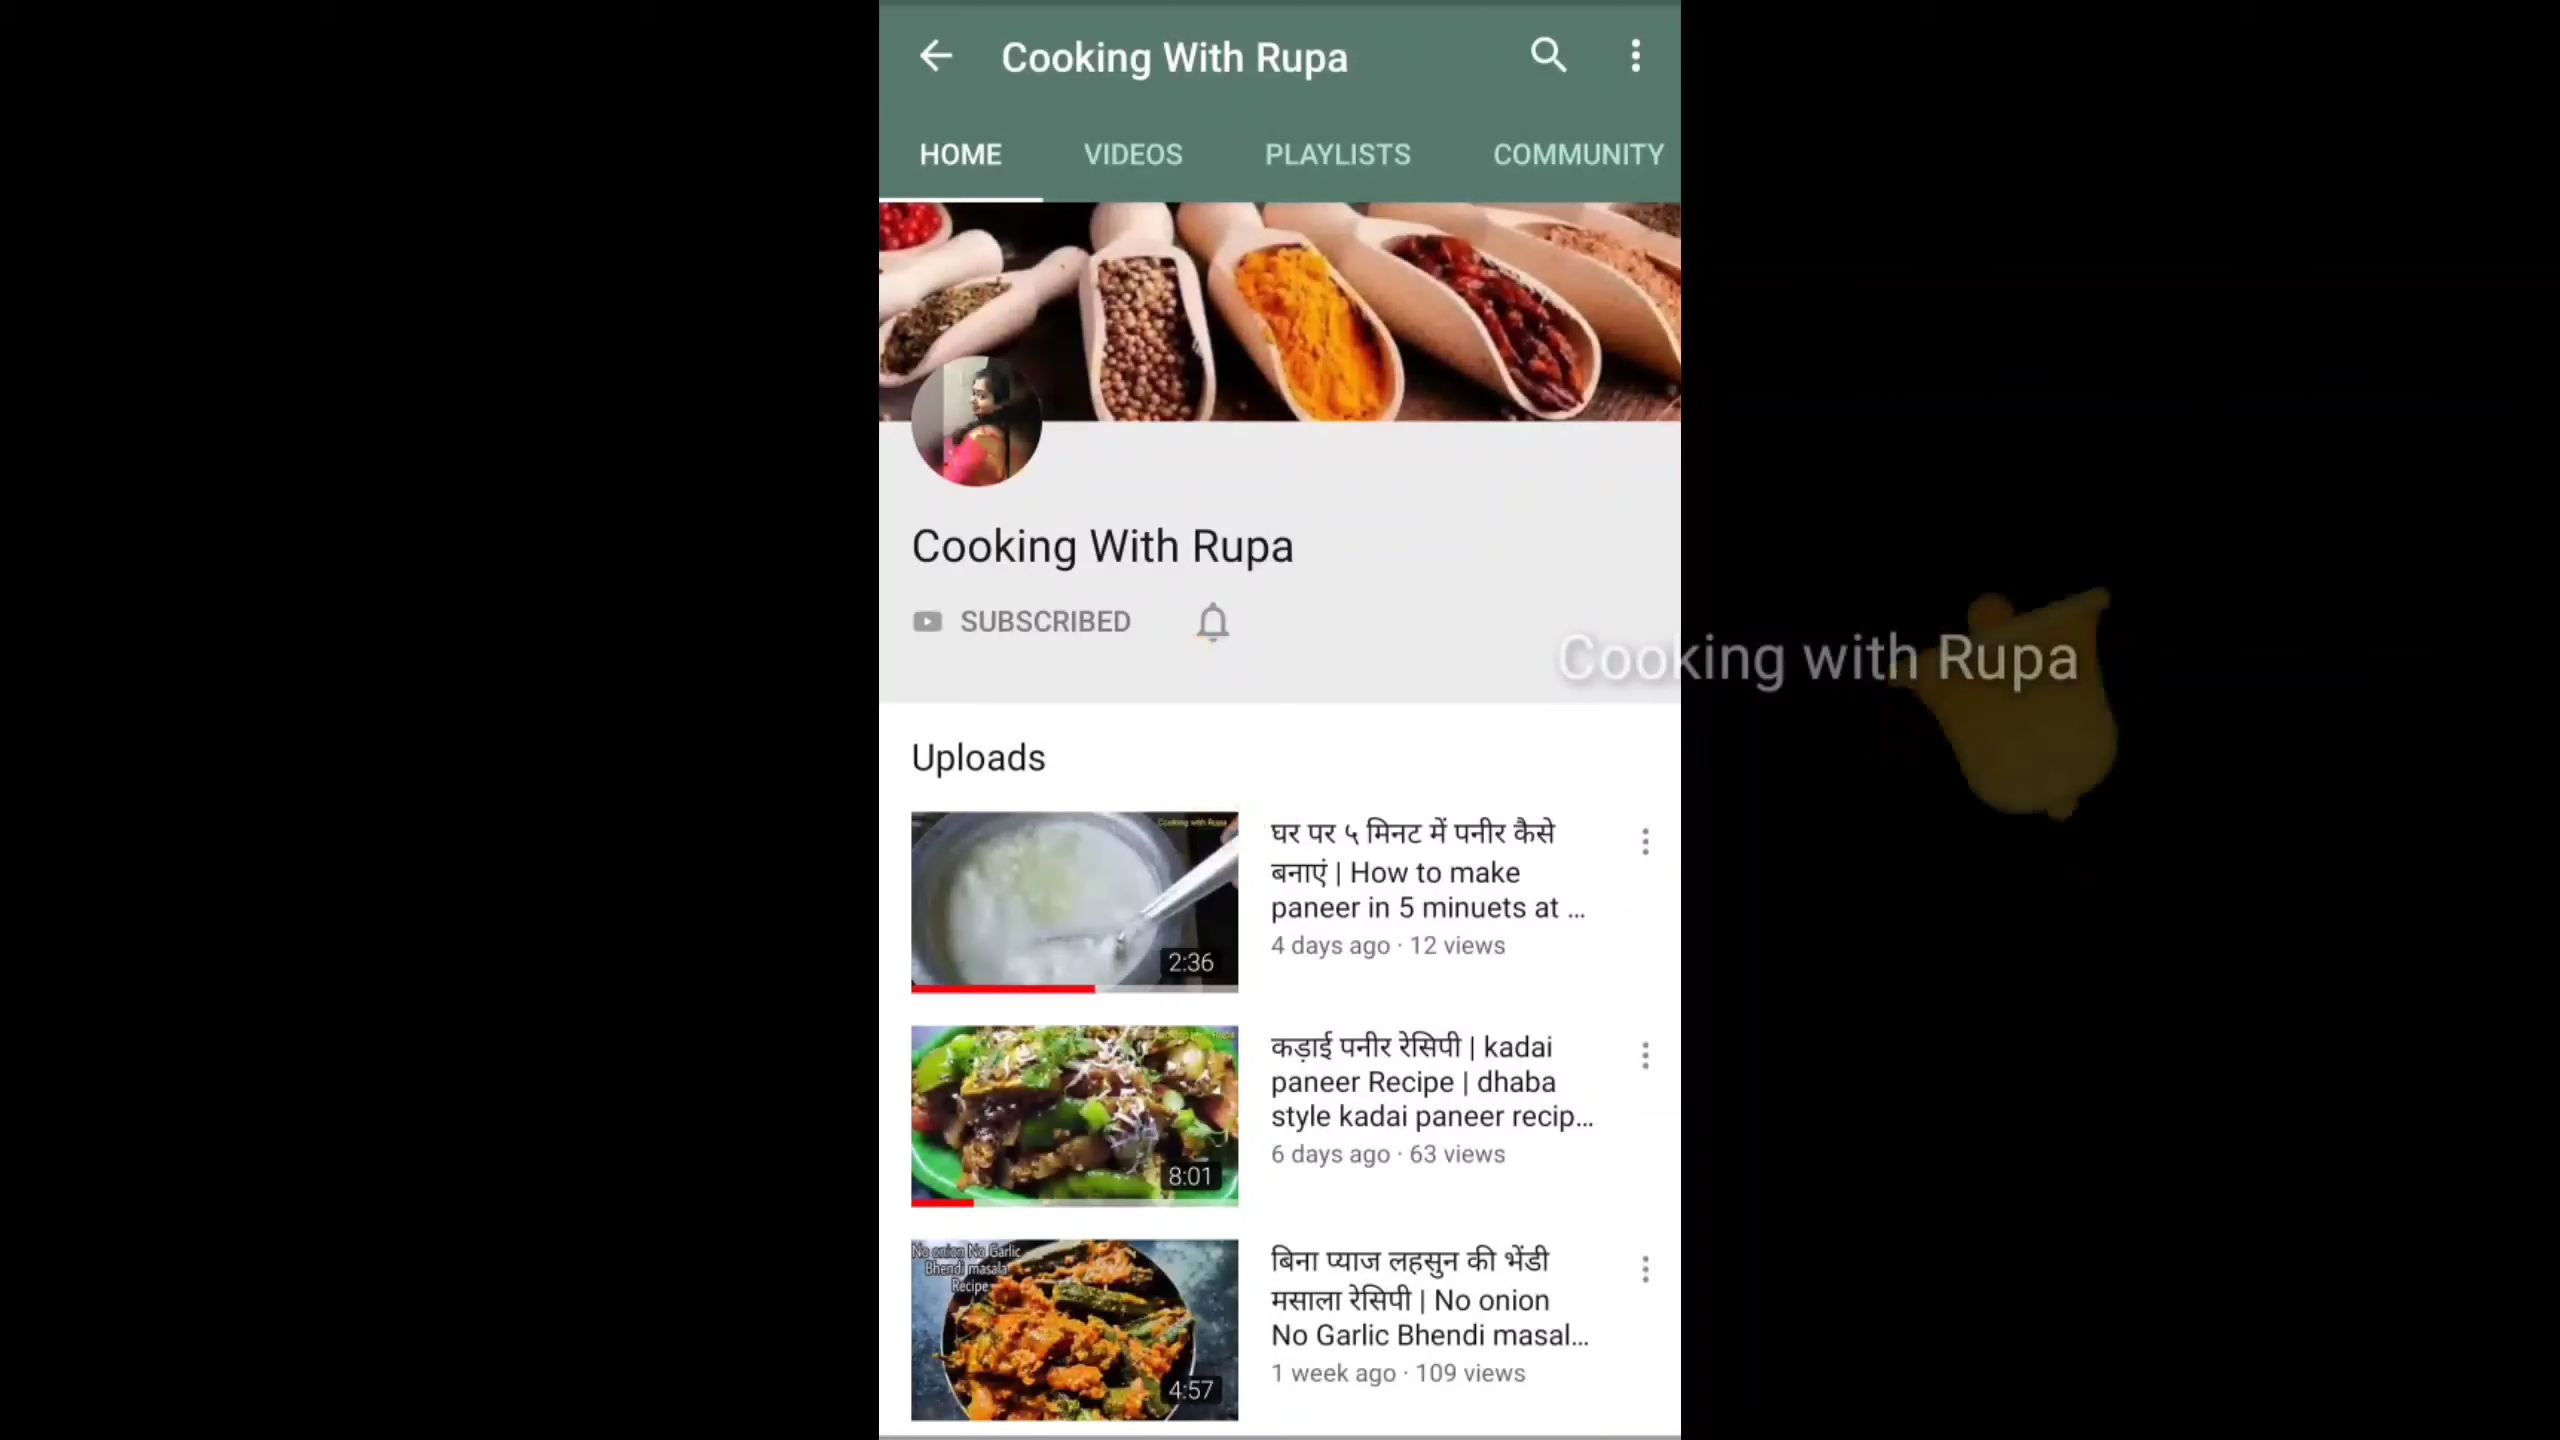 Cooking With Rupa
HOME VIDEOS PLAYLISTS COMMUNITY
Cooking With Rupa
SUBSCRIBED
Cooking with Rupa
Uploads
Cooking with Rupa
2:36
घर पर ५ मिनट में पनीर कैसे
बनाएं | How to make
paneer in 5 minuets at ...
4 days ago · 12 views
8:01
कड़ाई पनीर रेसिपी | kadai
paneer Recipe | dhaba
style kadai paneer recip...
6 days ago · 63 views
No onion No Garlic
Bhendi masala
Recipe
4:57
बिना प्याज लहसुन की भेंडी
मसाला रेसिपी | No onion
No Garlic Bhendi masal...
1 week ago · 109 views